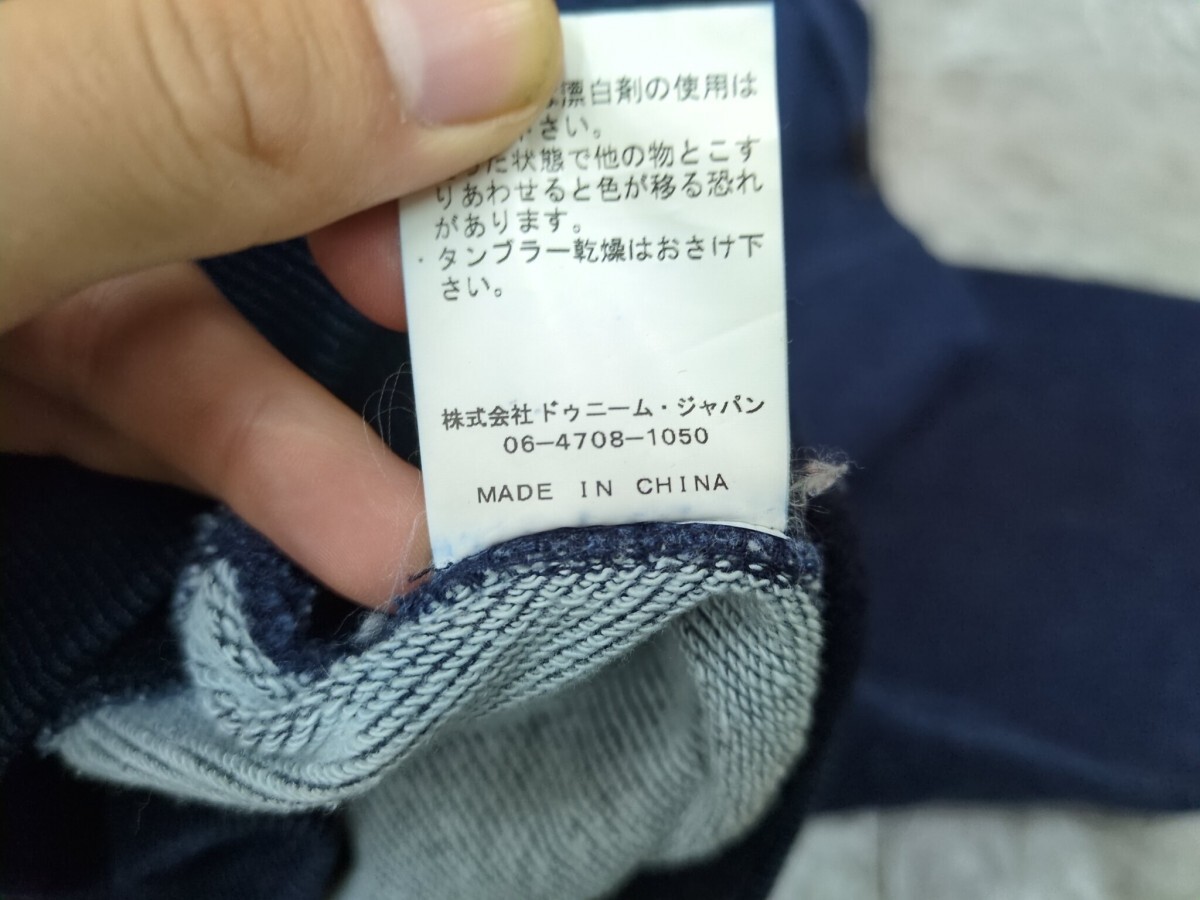 漂白剤の使用は
下さい。
た状態で他の物とこす
りあわせると色が移る恐れ
があります。
・タンブラー乾燥はおさけ下
さい。
株式会社 ドゥニーム・ジャパン
06-4708-1050
MADE IN CHINA